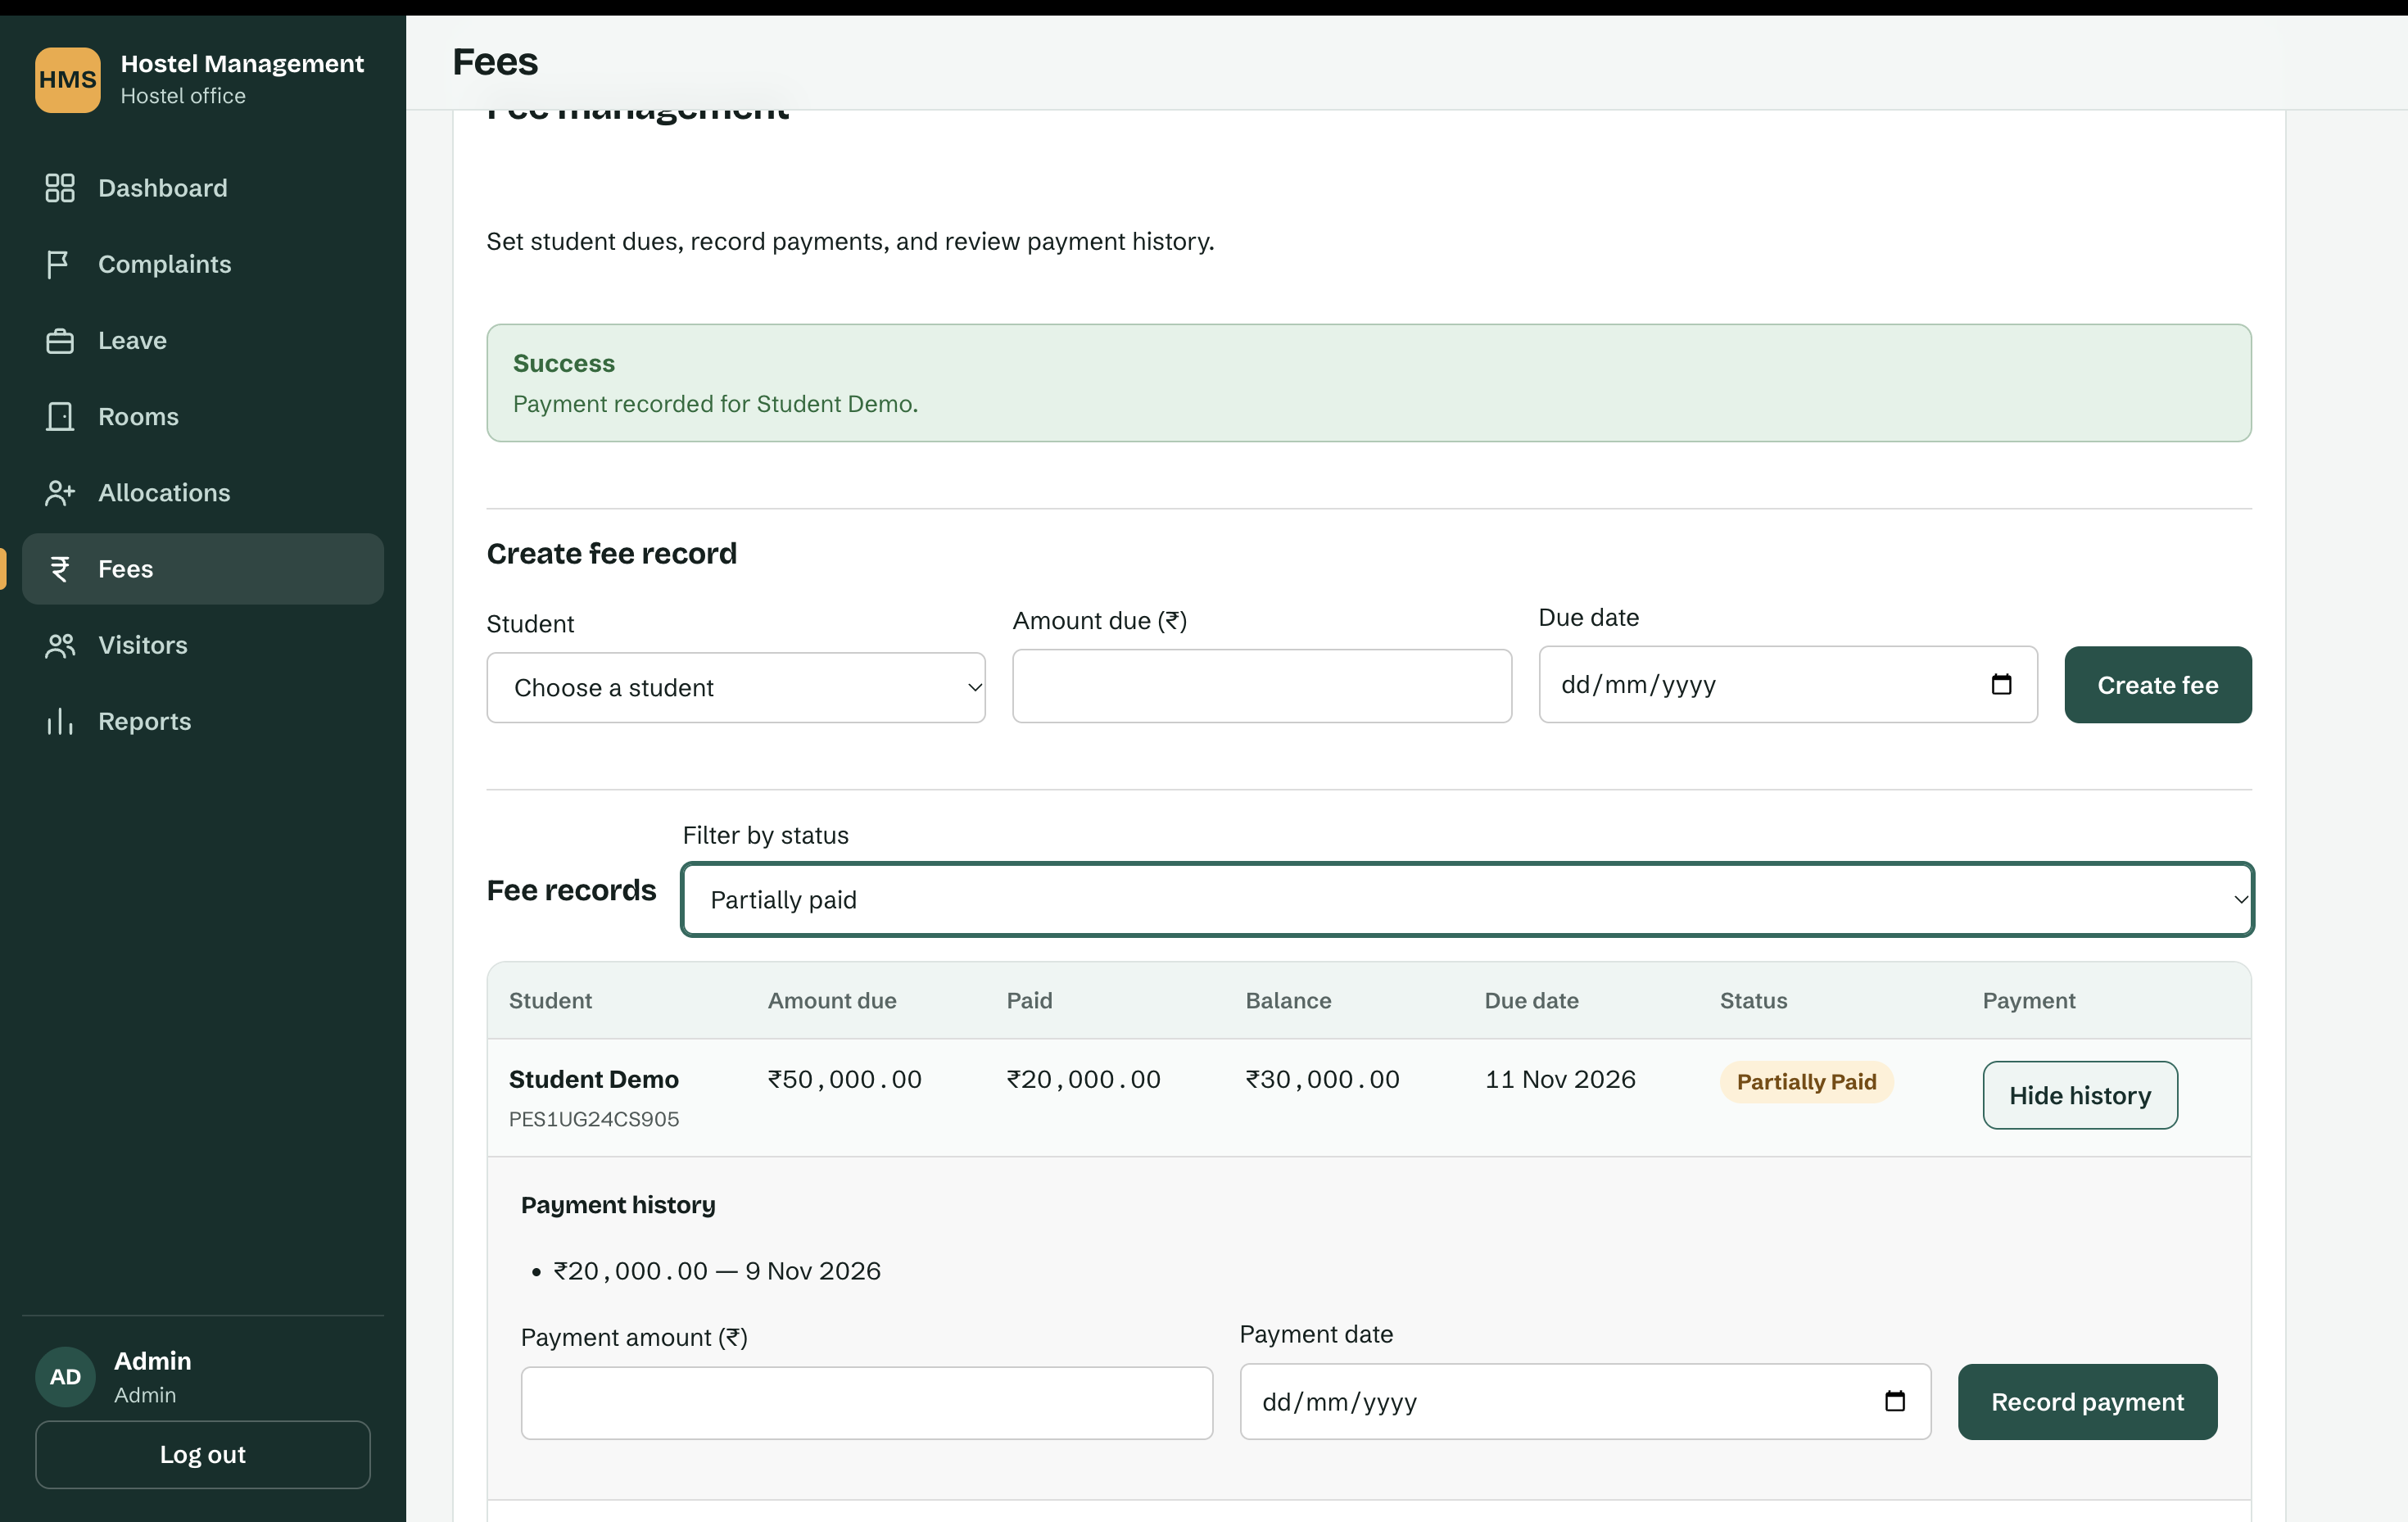 HMS
Hostel Management
Hostel office
Dashboard
Complaints
Leave
Rooms
Allocations
Fees
Visitors
Reports
AD
Admin
Admin
Log out
Fees
Fee management
Set student dues, record payments, and review payment history.
Success
Payment recorded for Student Demo.
Create fee record
Student
Choose a student
Amount due (₹)
Due date
dd/mm/yyyy
Create fee
Filter by status
Fee records
Partially paid
Student Amount due Paid Balance Due date Status Payment
Student Demo ₹50,000.00 ₹20,000.00 ₹30,000.00 11 Nov 2026 Partially Paid Hide history
PES1UG24CS905
Payment history
• ₹20,000.00 — 9 Nov 2026
Payment amount (₹)
Payment date
dd/mm/yyyy
Record payment